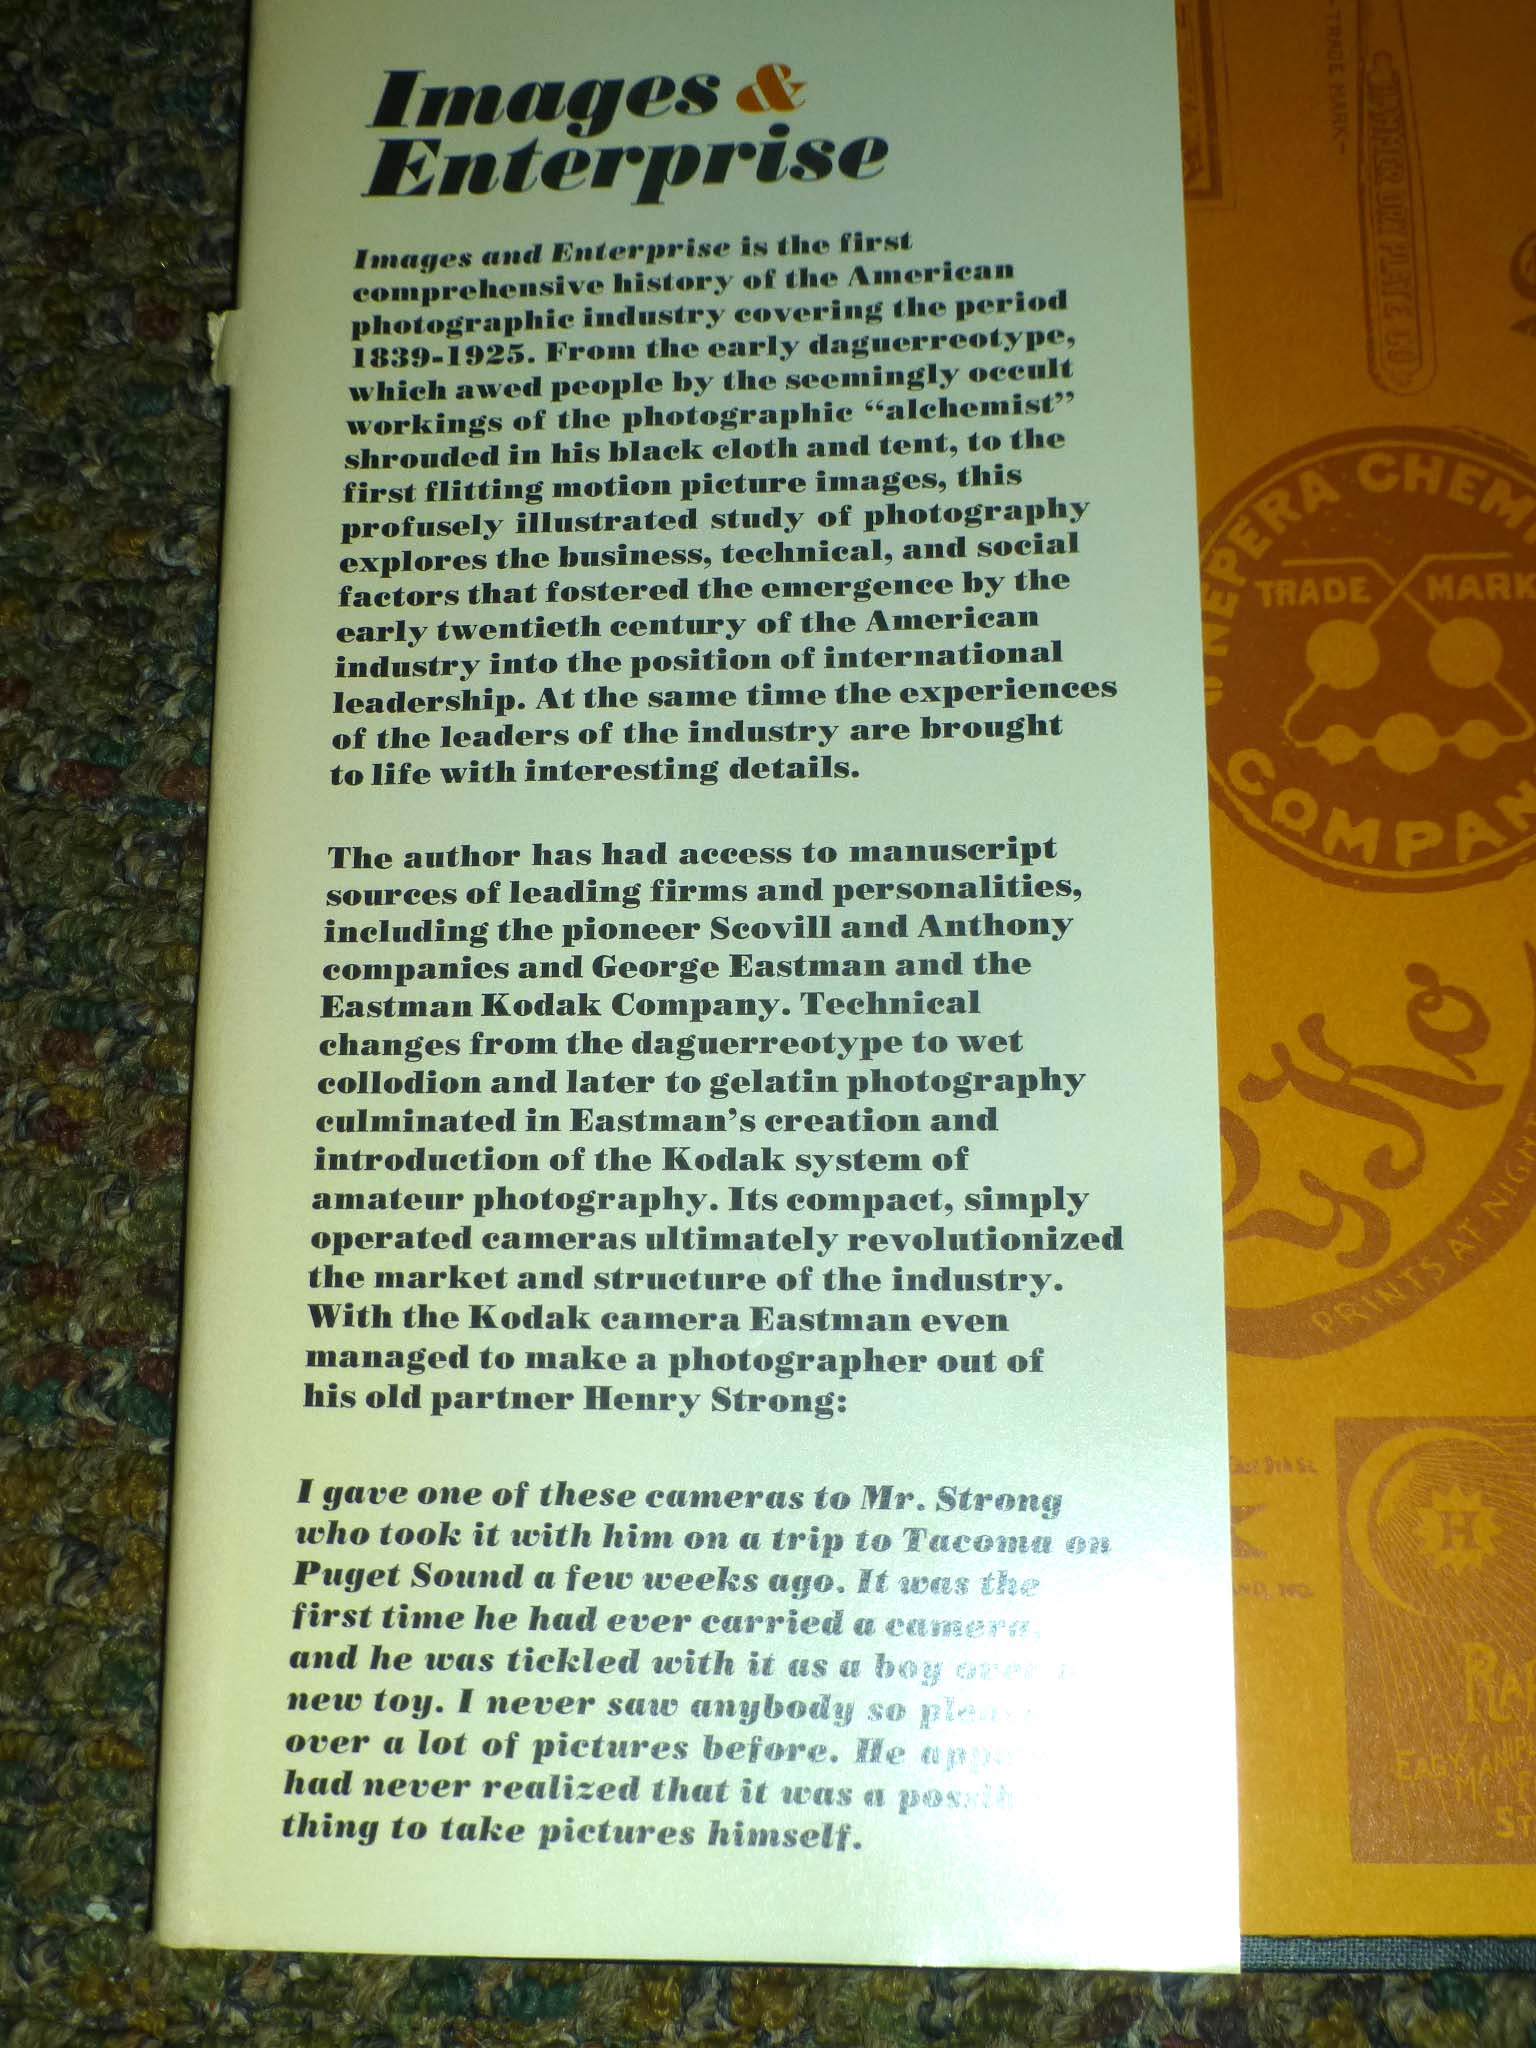 Images &
Enterprise
Images and Enterprise is the first
comprehensive history of the American
photographic industry covering the period
1839-1925. From the early daguerreotype,
which awed people by the seemingly occult
workings of the photographic “alchemist”
shrouded in his black cloth and tent, to the
first flitting motion picture images, this
profusely illustrated study of photography
explores the business, technical, and social
factors that fostered the emergence by the
early twentieth century of the American
industry into the position of international
leadership. At the same time the experiences
of the leaders of the industry are brought
to life with interesting details.
The author has had access to manuscript
sources of leading firms and personalities,
including the pioneer Scovill and Anthony
companies and George Eastman and the
Eastman Kodak Company. Technical
changes from the daguerreotype to wet
collodion and later to gelatin photography
culminated in Eastman’s creation and
introduction of the Kodak system of
amateur photography. Its compact, simply
operated cameras ultimately revolutionized
the market and structure of the industry.
With the Kodak camera Eastman even
managed to make a photographer out of
his old partner Henry Strong:
I gave one of these cameras to Mr. Strong
who took it with him on a trip to Tacoma on
Puget Sound a few weeks ago. It was the
first time he had ever carried a camera,
and he was tickled with it as a boy over
new toy. I never saw anybody so
over a lot of pictures before. He
had never realized that it was a
thing to take pictures himself.
-TRADE MARK-
DRY PLATE CO
NEPERA CHEM
TRADE MARK
COMPAN
PRINTS AT NIGH
H
EASY